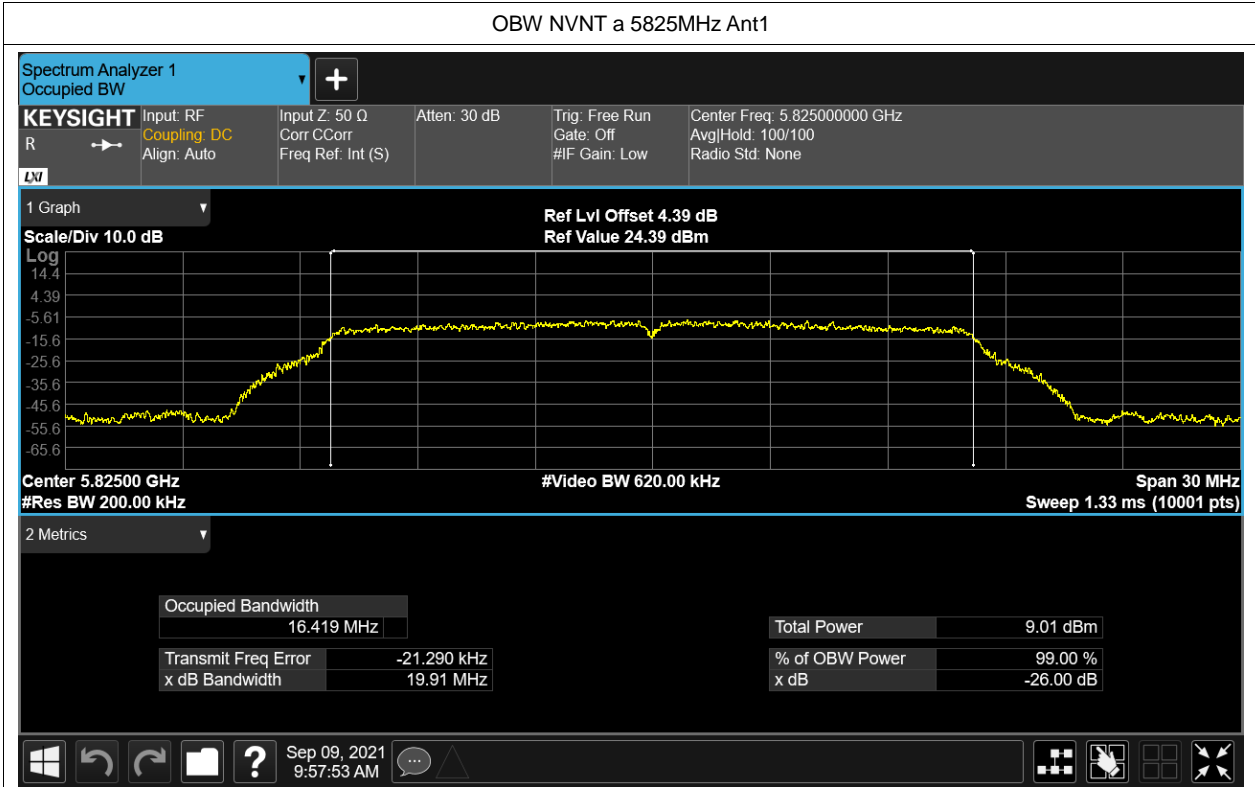 OBW NVNT a 5825MHz Ant1
Spectrum Analyzer 1
Occupied BW
▼
+
KEYSIGHT
R
LXI
Input: RF
Coupling: DC
Align: Auto
Input Z: 50 Ω
Corr CCorr
Freq Ref: Int (S)
Atten: 30 dB
Trig: Free Run
Gate: Off
#IF Gain: Low
Center Freq: 5.825000000 GHz
Avg|Hold: 100/100
Radio Std: None
1 Graph ▼
Scale/Div 10.0 dB
Ref Lvl Offset 4.39 dB
Ref Value 24.39 dBm
Log
14.4
4.39
-5.61
-15.6
-25.6
-35.6
-45.6
-55.6
-65.6
Center 5.82500 GHz
#Res BW 200.00 kHz
#Video BW 620.00 kHz
Span 30 MHz
Sweep 1.33 ms (10001 pts)
2 Metrics ▼
Occupied Bandwidth
16.419 MHz
Transmit Freq Error -21.290 kHz
x dB Bandwidth 19.91 MHz
Total Power 9.01 dBm
% of OBW Power 99.00 %
x dB -26.00 dB
?
Sep 09, 2021
9:57:53 AM